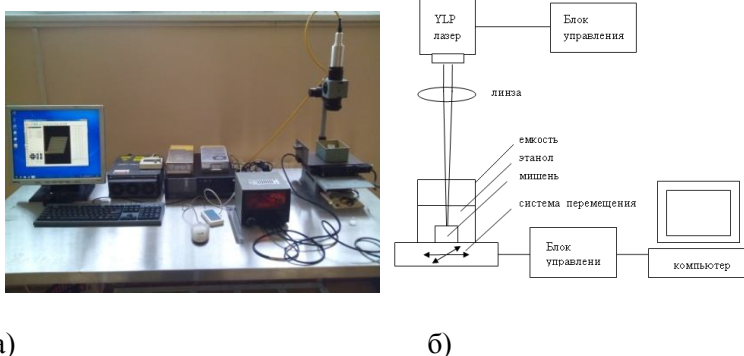 YLP
лазер
Блок
управления
линза
емкость
этанол
мишень
система перемещения
Блок
управлени
компьютер
а)
б)